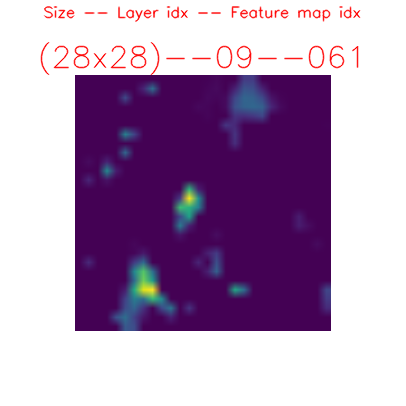 Size -- Layer idx -- Feature map idx
(28x28)--09--061